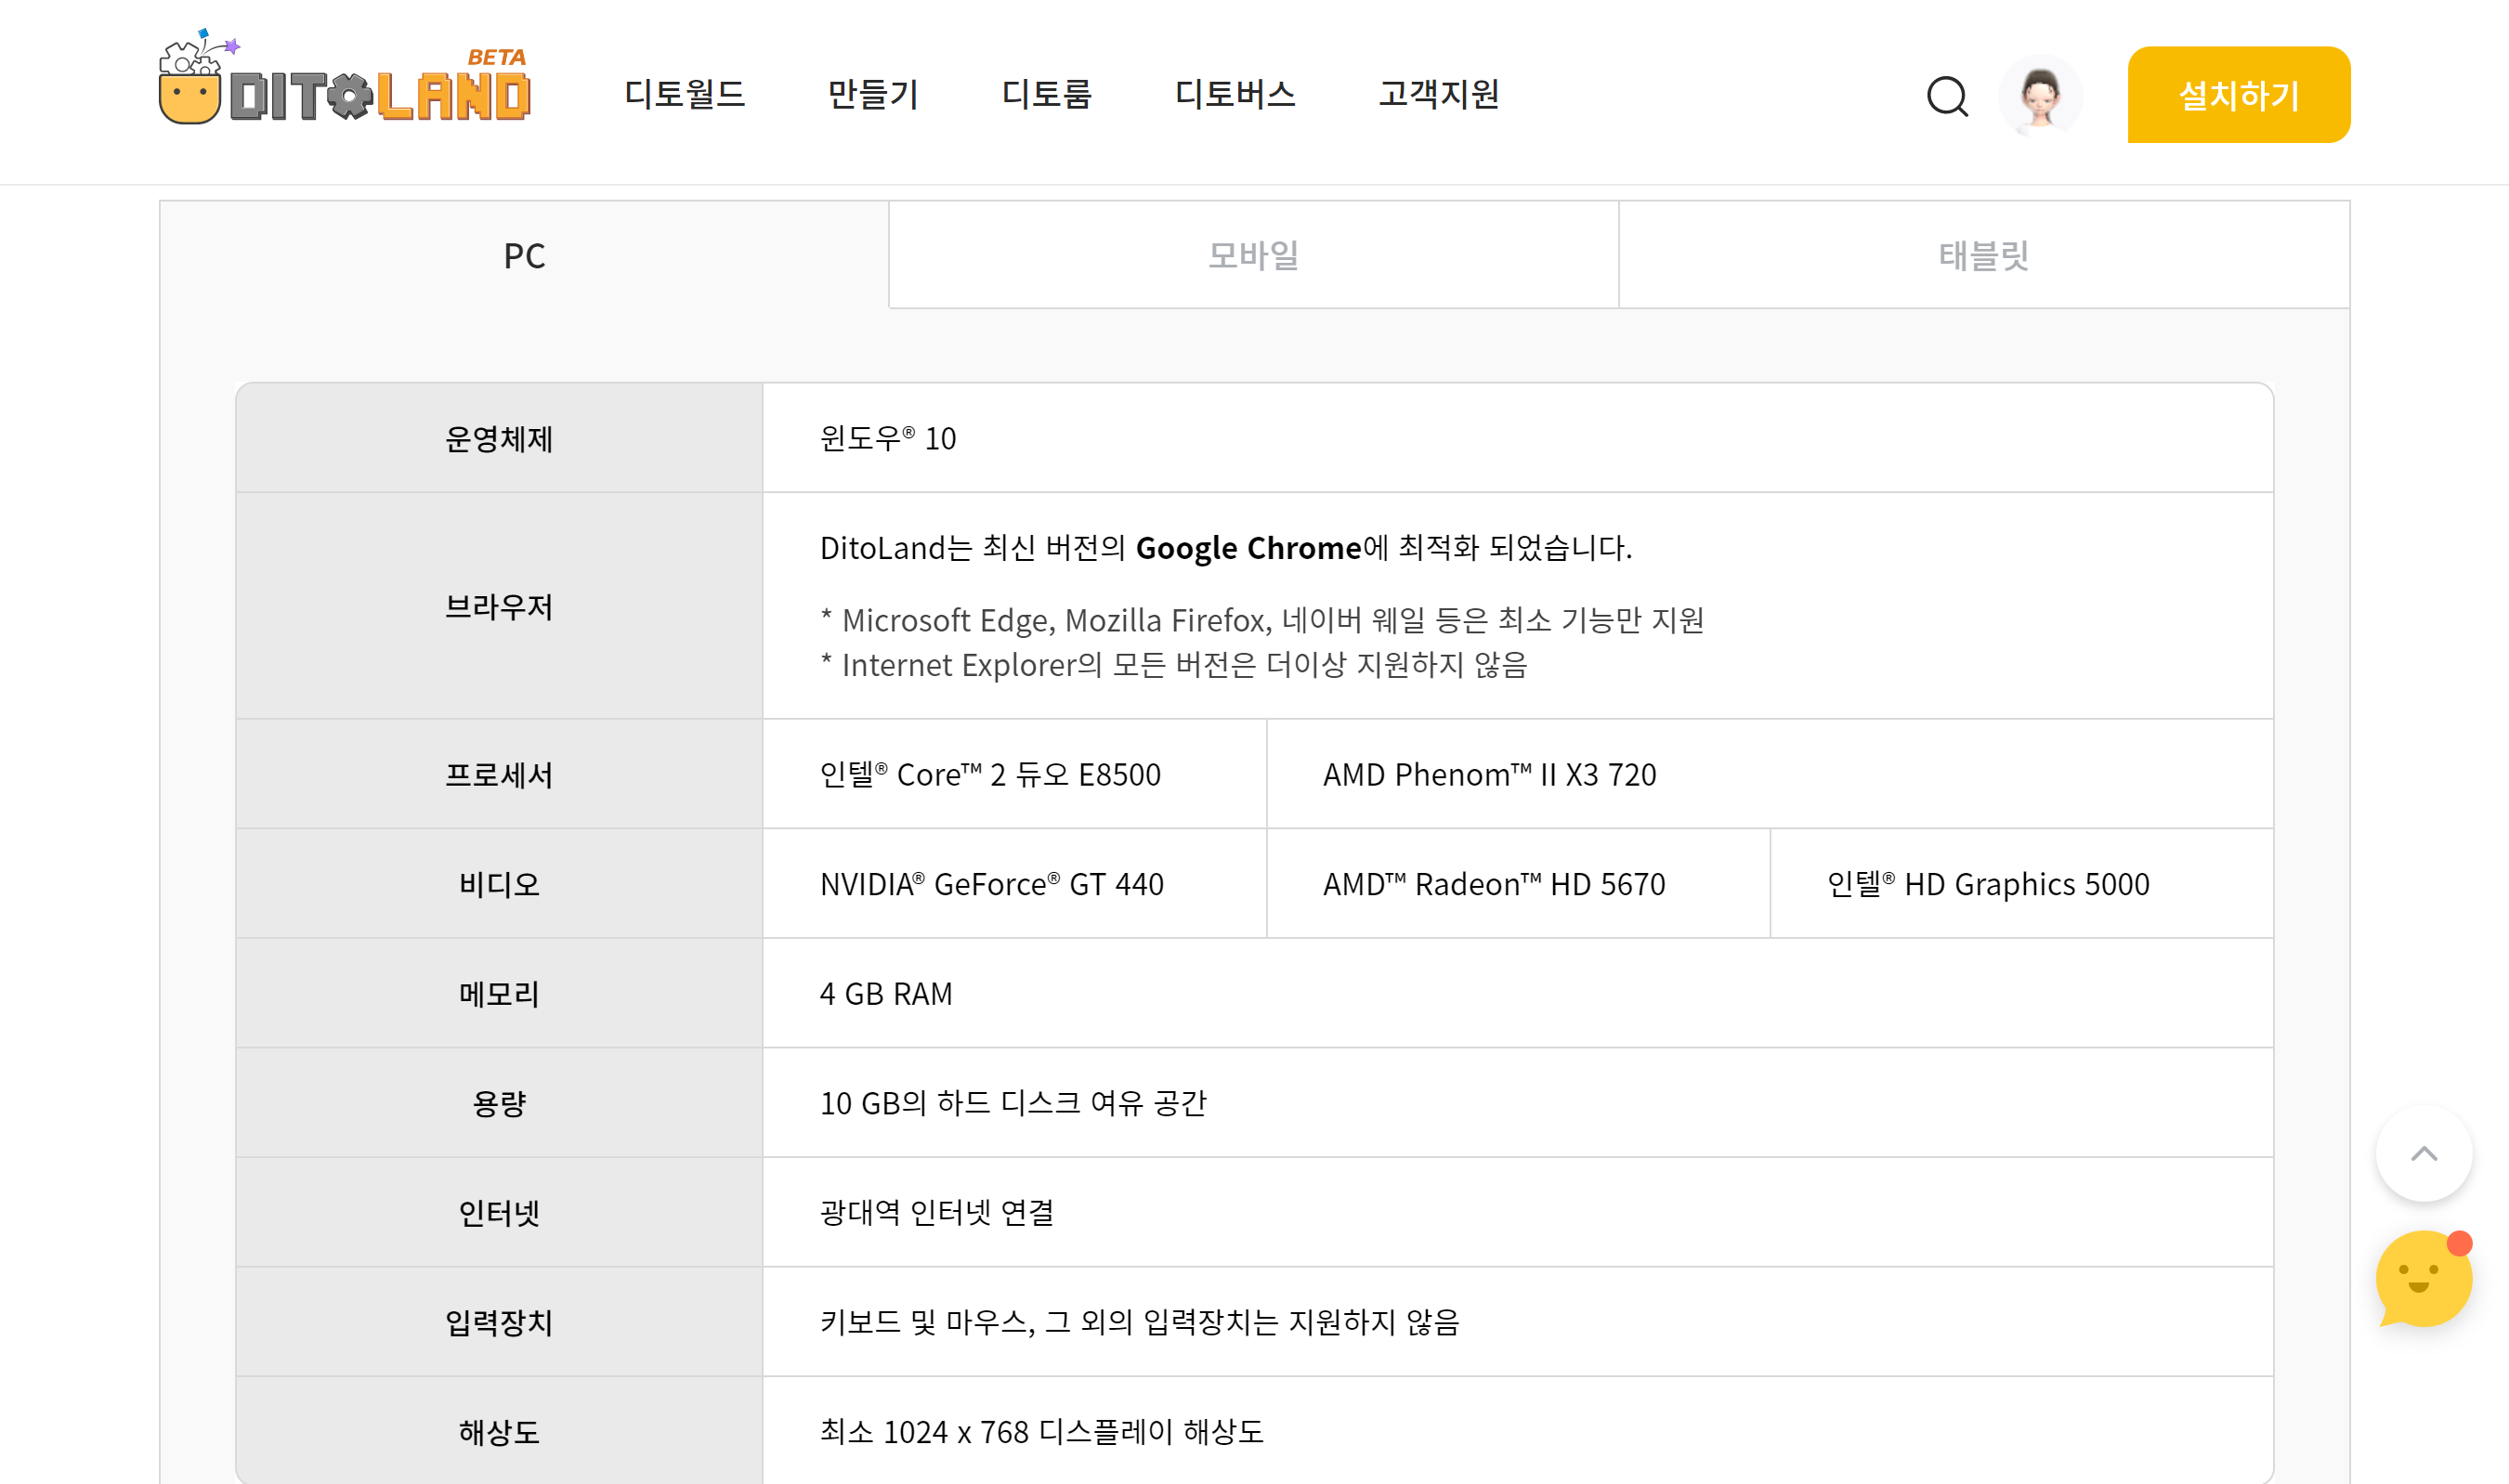 BETA
DITOLAND
디토월드 만들기 디토룸 디토버스 고객지원 설치하기
PC 모바일 태블릿
운영체제 윈도우® 10
브라우저
DitoLand는 최신 버전의 Google Chrome에 최적화 되었습니다.
* Microsoft Edge, Mozilla Firefox, 네이버 웨일 등은 최소 기능만 지원
* Internet Explorer의 모든 버전은 더이상 지원하지 않음
프로세서 인텔® Core™ 2 듀오 E8500 AMD Phenom™ II X3 720
비디오 NVIDIA® GeForce® GT 440 AMD™ Radeon™ HD 5670 인텔® HD Graphics 5000
메모리 4 GB RAM
용량 10 GB의 하드 디스크 여유 공간
인터넷 광대역 인터넷 연결
입력장치 키보드 및 마우스, 그 외의 입력장치는 지원하지 않음
해상도 최소 1024 x 768 디스플레이 해상도